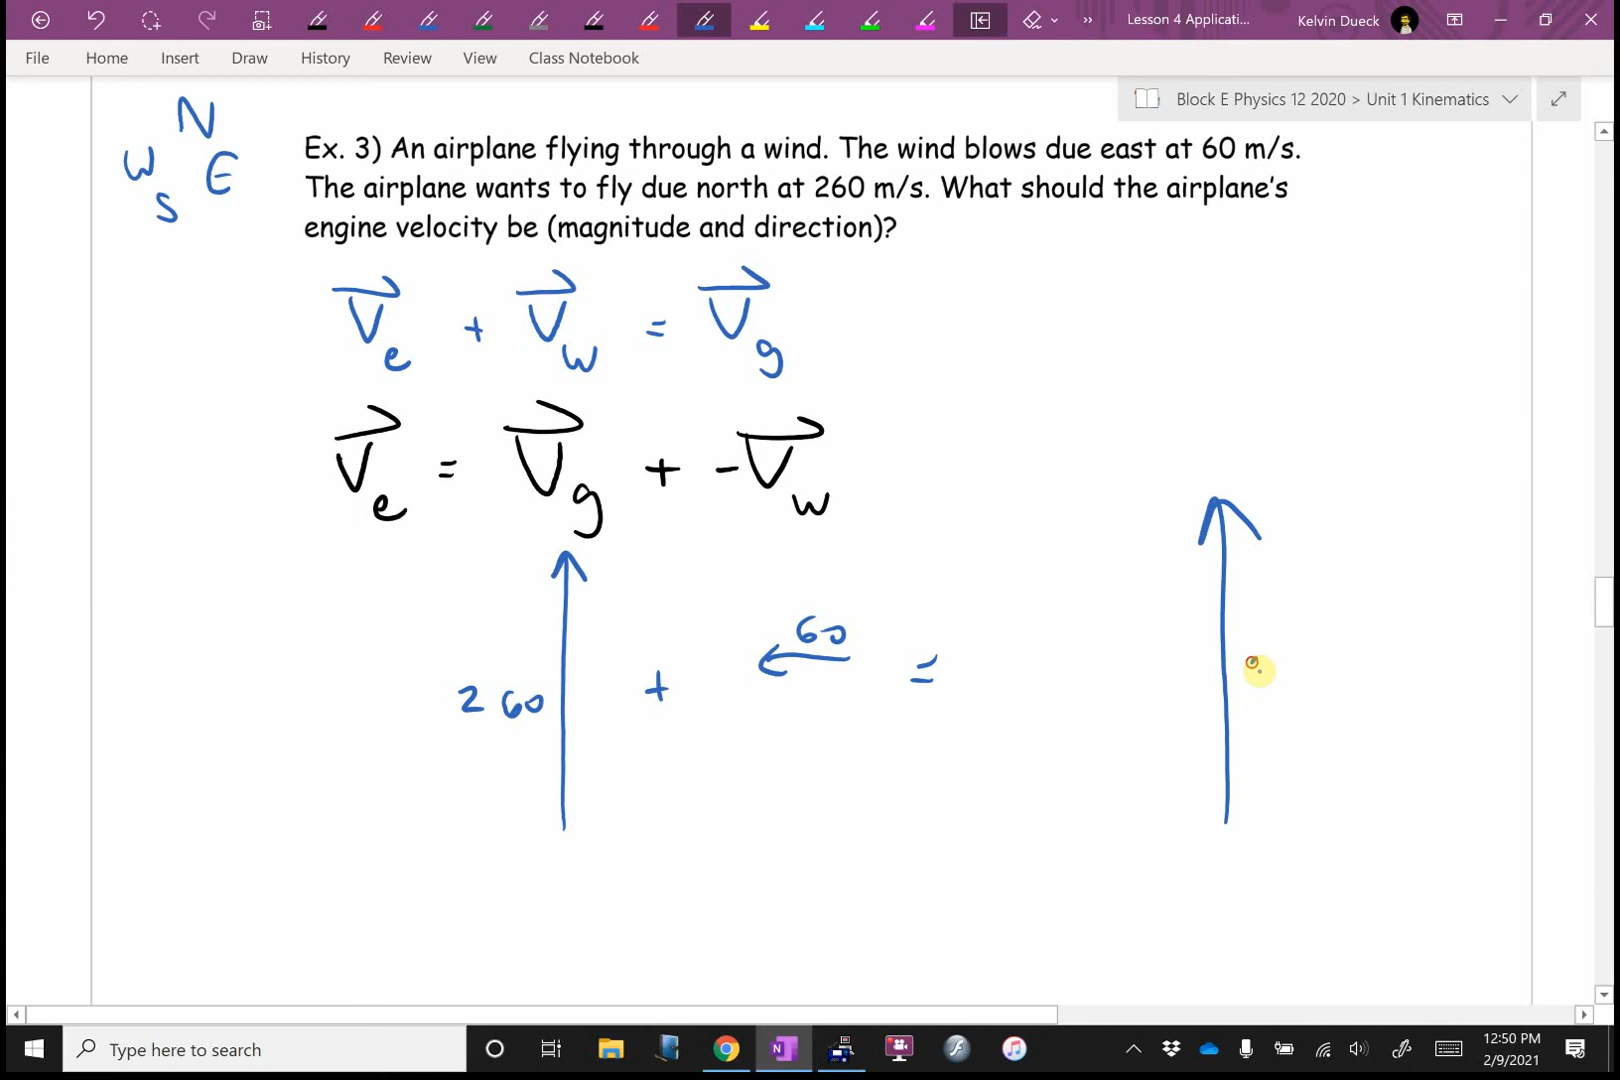 Lesson 4 Applicati...
Kelvin Dueck
File Home Insert Draw History Review View Class Notebook
Block E Physics 12 2020 > Unit 1 Kinematics
N
W E
S
Ex. 3) An airplane flying through a wind. The wind blows due east at 60 m/s.
The airplane wants to fly due north at 260 m/s. What should the airplane's
engine velocity be (magnitude and direction)?
Ve + Vw = Vg
Ve = Vg + -Vw
60
260 + =
Type here to search
12:50 PM
2/9/2021